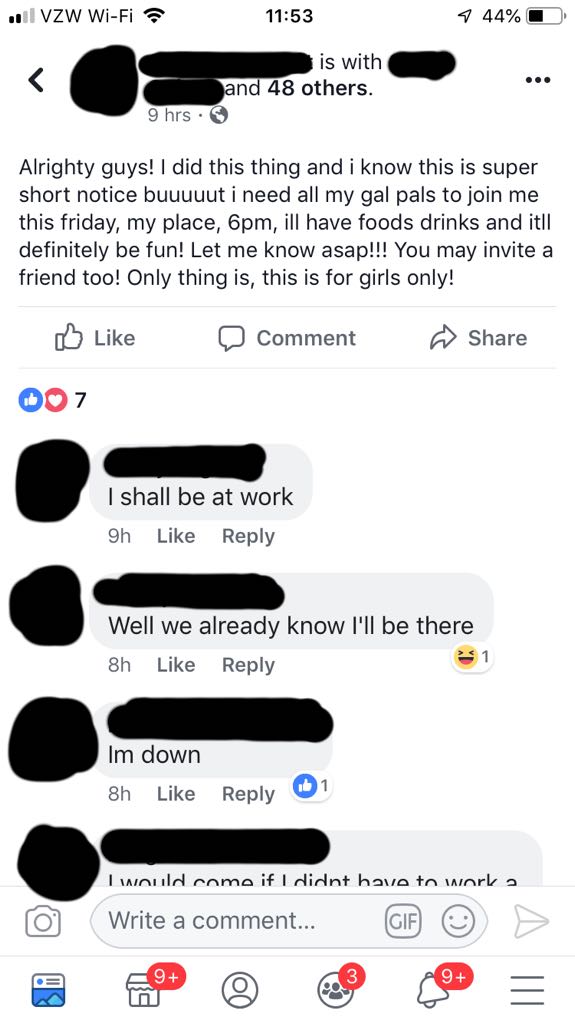 VZW Wi-Fi 11:53 44%
is with
and 48 others.
9 hrs ·
Alrighty guys! I did this thing and i know this is super
short notice buuuuut i need all my gal pals to join me
this friday, my place, 6pm, ill have foods drinks and itll
definitely be fun! Let me know asap!!! You may invite a
friend too! Only thing is, this is for girls only!
Like Comment Share
7
I shall be at work
9h Like Reply
Well we already know I'll be there
1
8h Like Reply
Im down
8h Like Reply 1
I would come if I didnt have to work a
Write a comment... GIF
9+ 3 9+